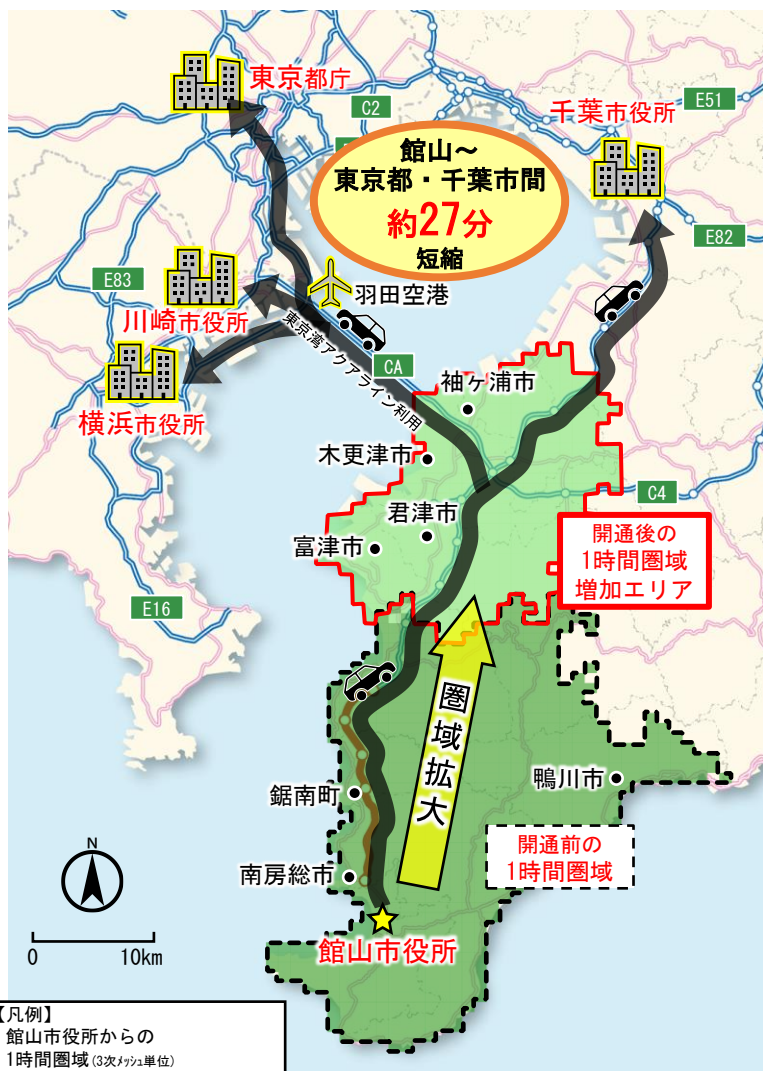 東京都庁
C2
E51
千葉市役所
館山～
東京都・千葉市間
約27分
短縮
E82
E83
羽田空港
川崎市役所
東京湾アクアライン利用
CA
横浜市役所
袖ヶ浦市
木更津市
C4
君津市
富津市
開通後の
1時間圏域
増加エリア
E16
圏域拡大
鋸南町
鴨川市
開通前の
1時間圏域
南房総市
N
館山市役所
0 10km
【凡例】
館山市役所からの
1時間圏域(3次メッシュ単位)